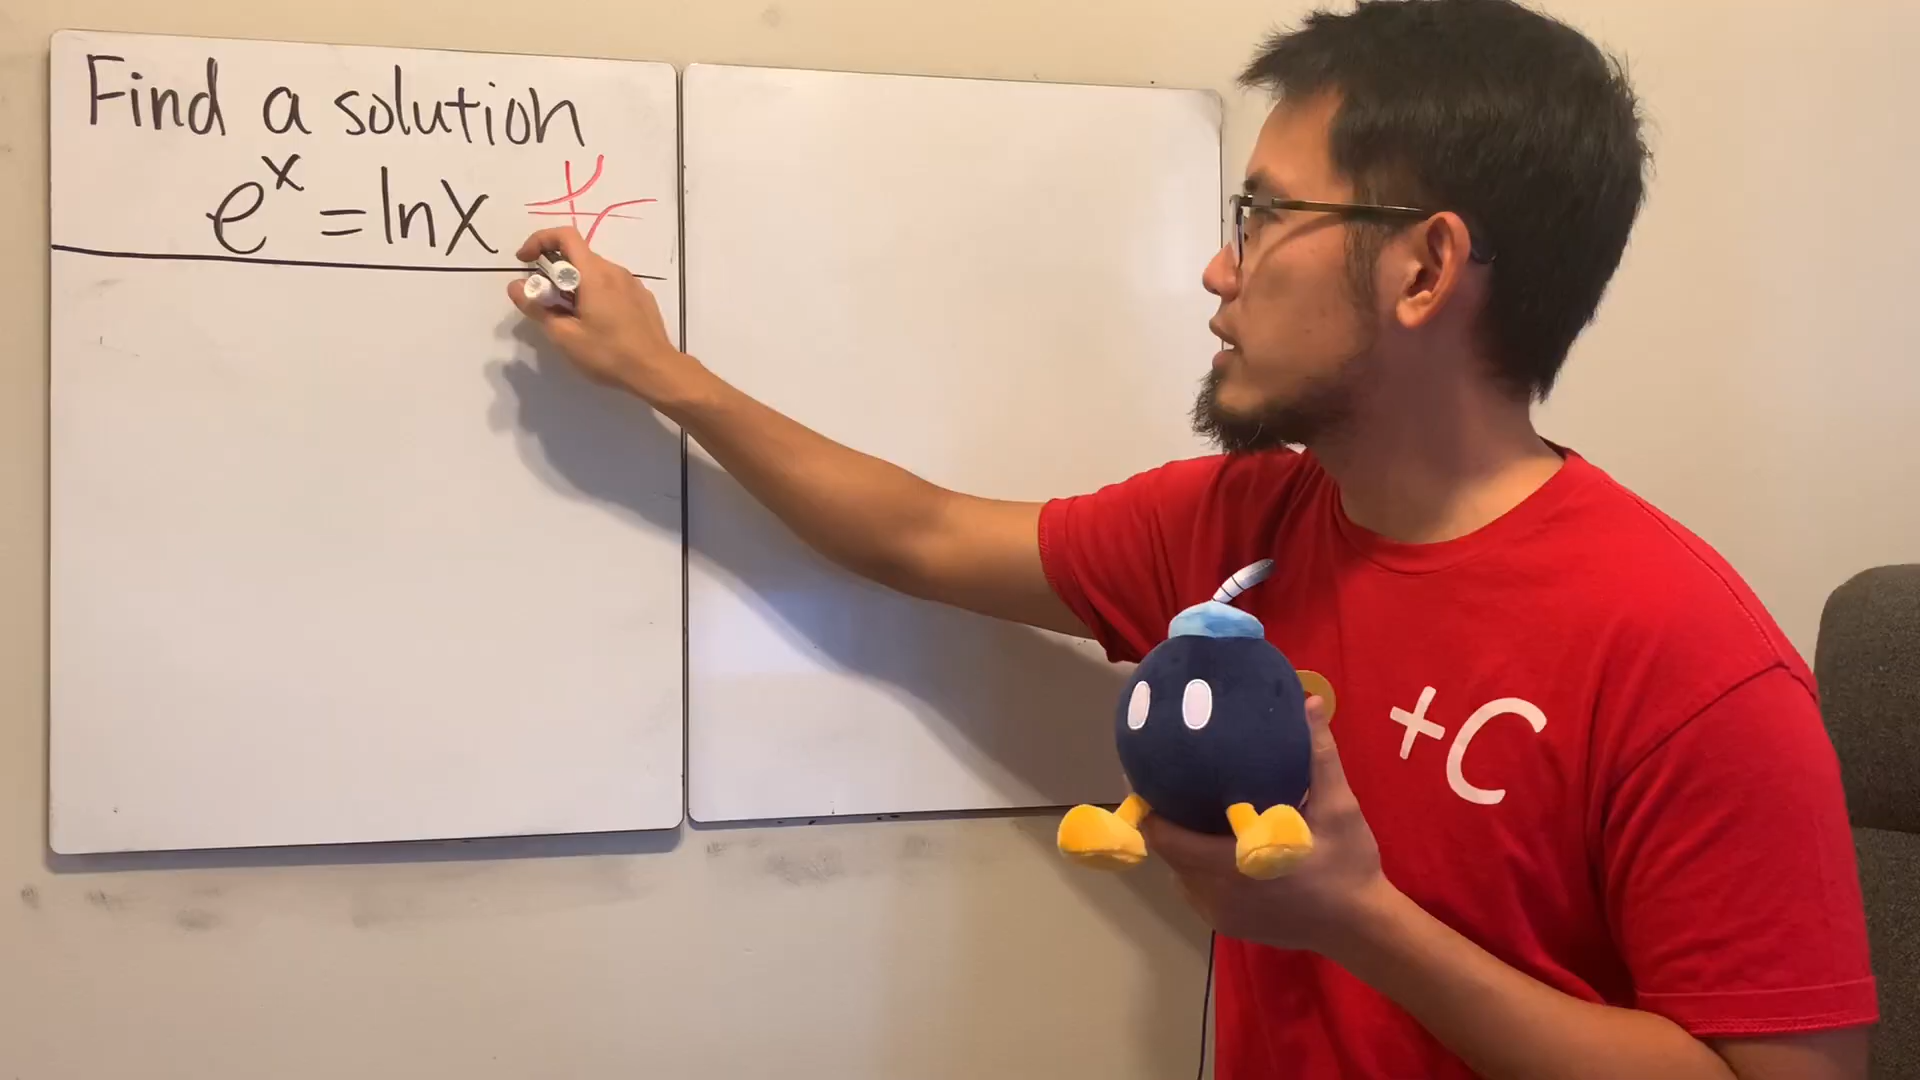 Find a solution
e^x = ln x
+C